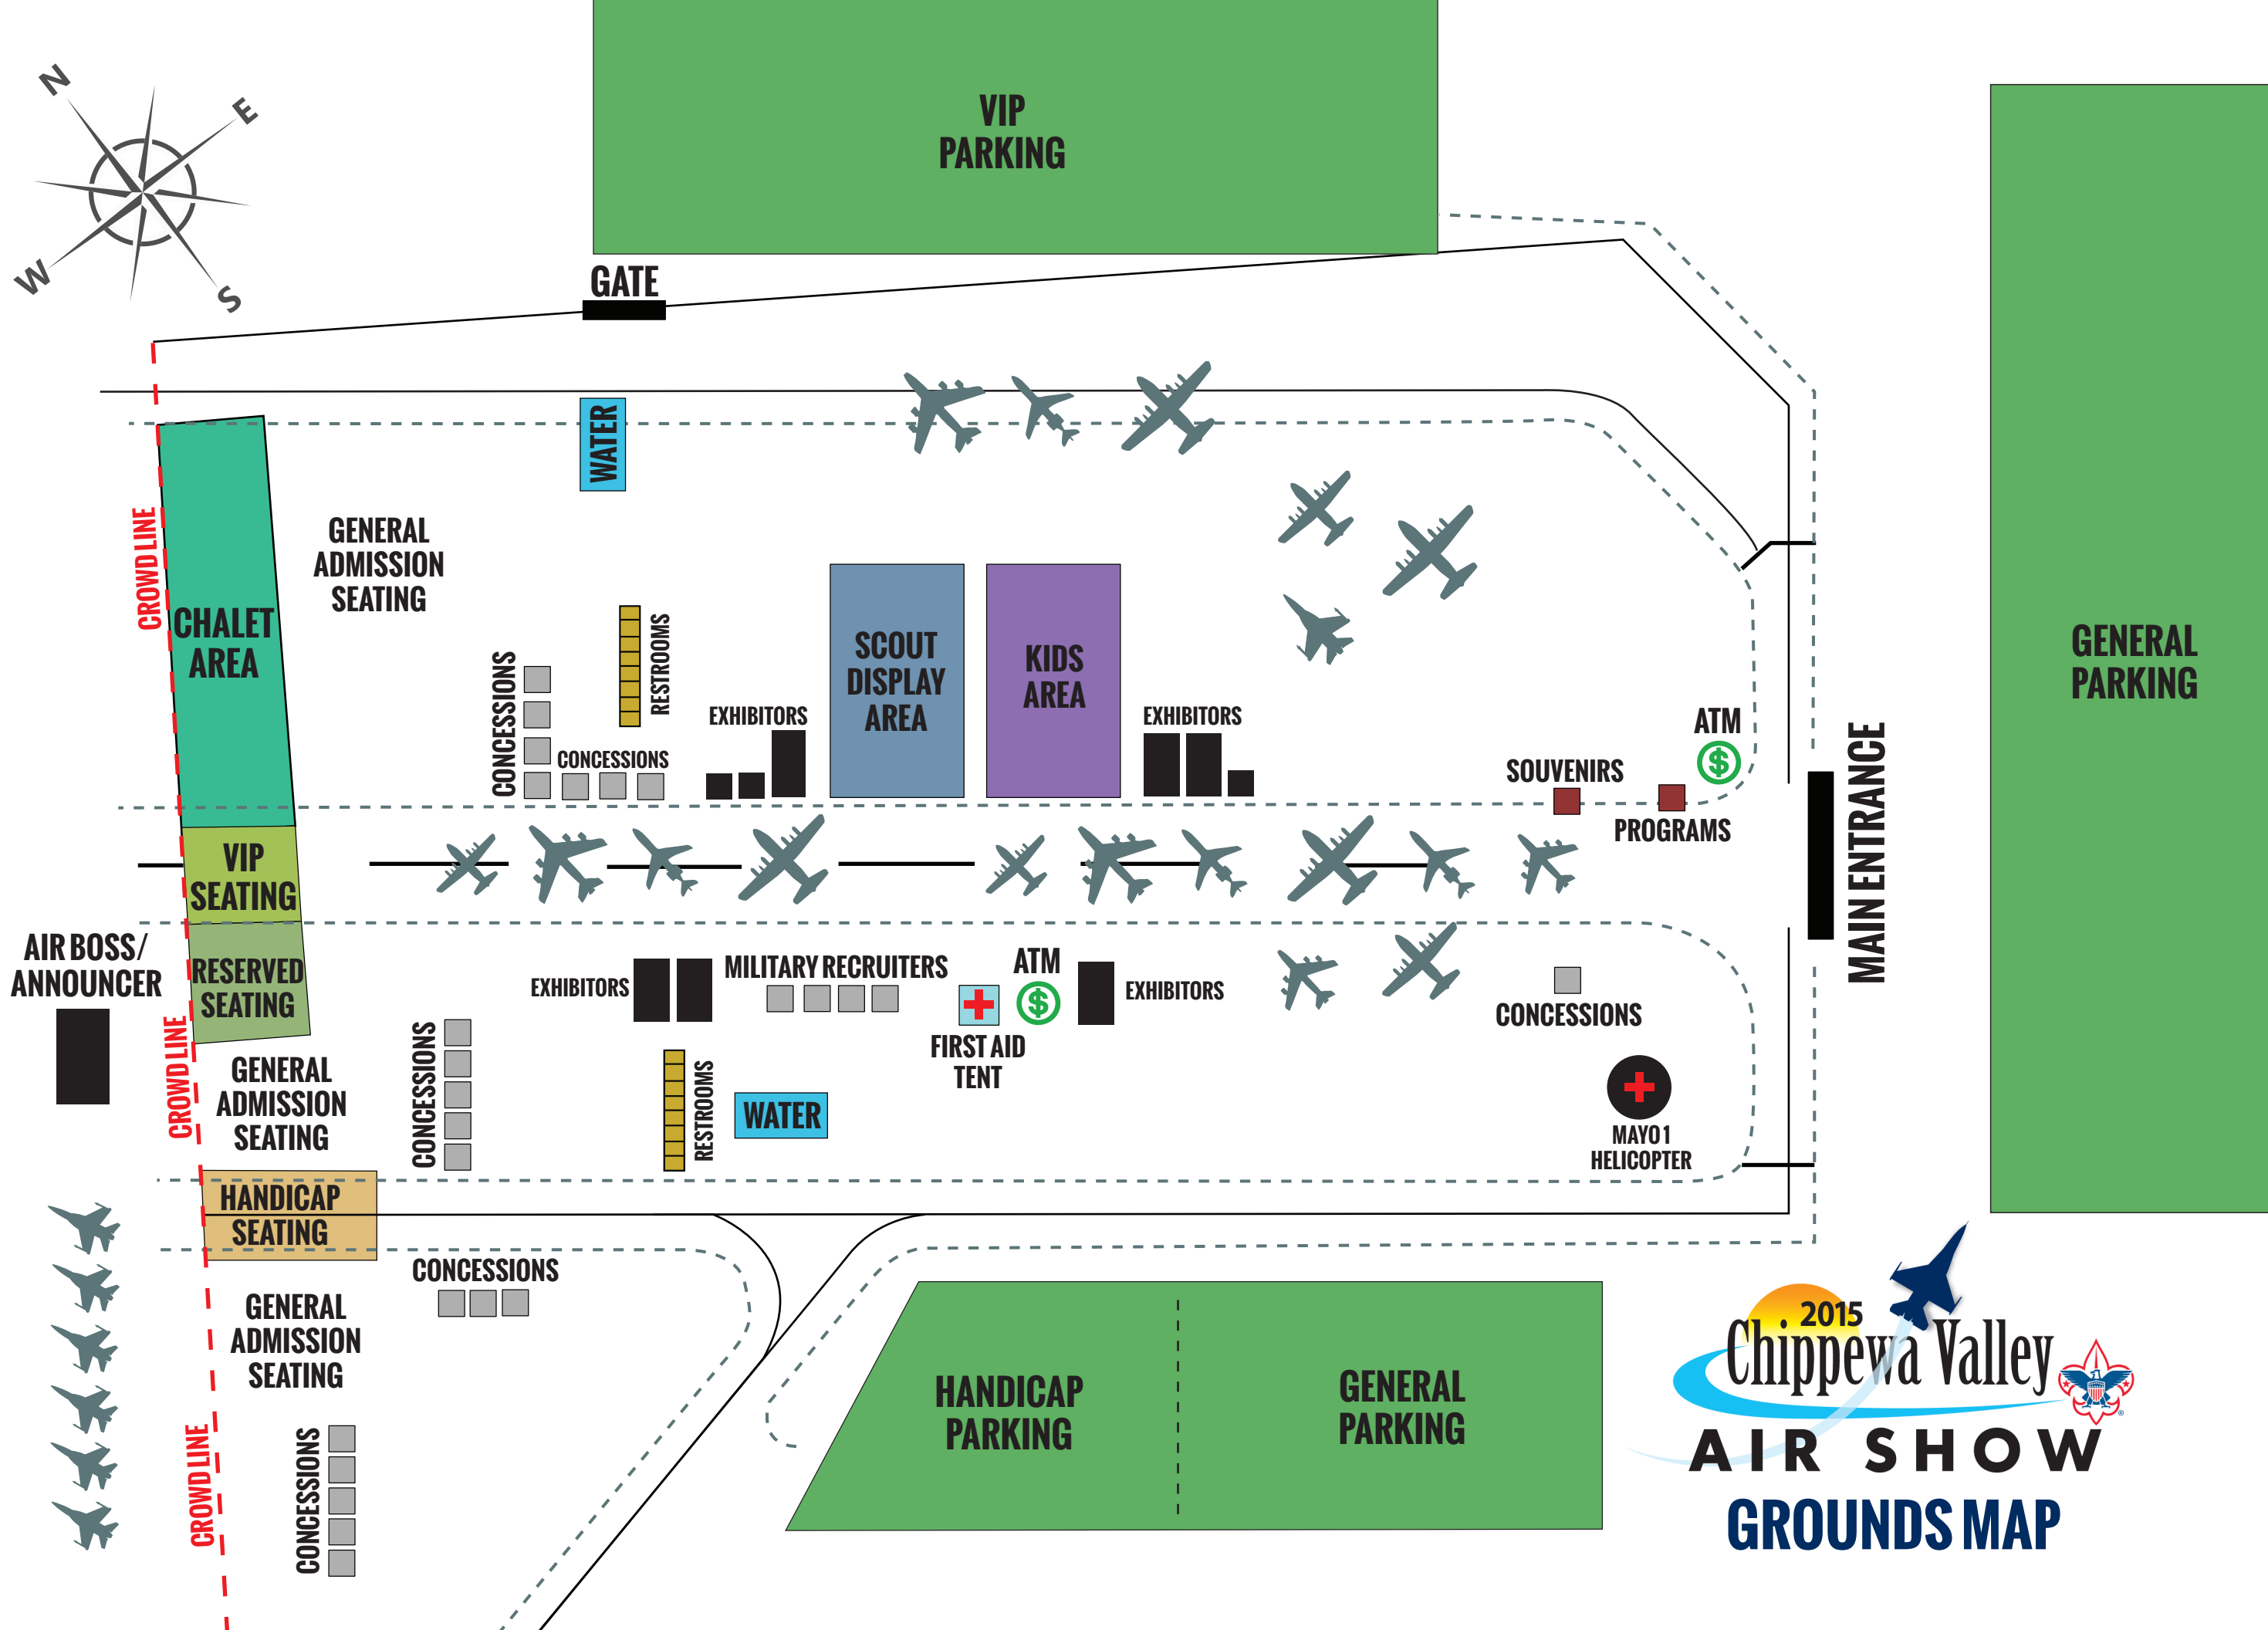 N
E
W
S
VIP
PARKING
GATE
WATER
CROWD LINE
GENERAL
ADMISSION
SEATING
CHALET
AREA
CONCESSIONS
RESTROOMS
CONCESSIONS
EXHIBITORS
SCOUT
DISPLAY
AREA
KIDS
AREA
EXHIBITORS
SOUVENIRS
ATM
$
PROGRAMS
MAIN ENTRANCE
GENERAL
PARKING
VIP
SEATING
AIR BOSS/
ANNOUNCER
RESERVED
SEATING
EXHIBITORS
MILITARY RECRUITERS
ATM
$
EXHIBITORS
FIRST AID
TENT
CONCESSIONS
CROWD LINE
GENERAL
ADMISSION
SEATING
CONCESSIONS
RESTROOMS
WATER
MAYO 1
HELICOPTER
HANDICAP
SEATING
CONCESSIONS
GENERAL
ADMISSION
SEATING
CROWD LINE
CONCESSIONS
HANDICAP
PARKING
GENERAL
PARKING
2015
Chippewa Valley
®
AIR SHOW
GROUNDS MAP